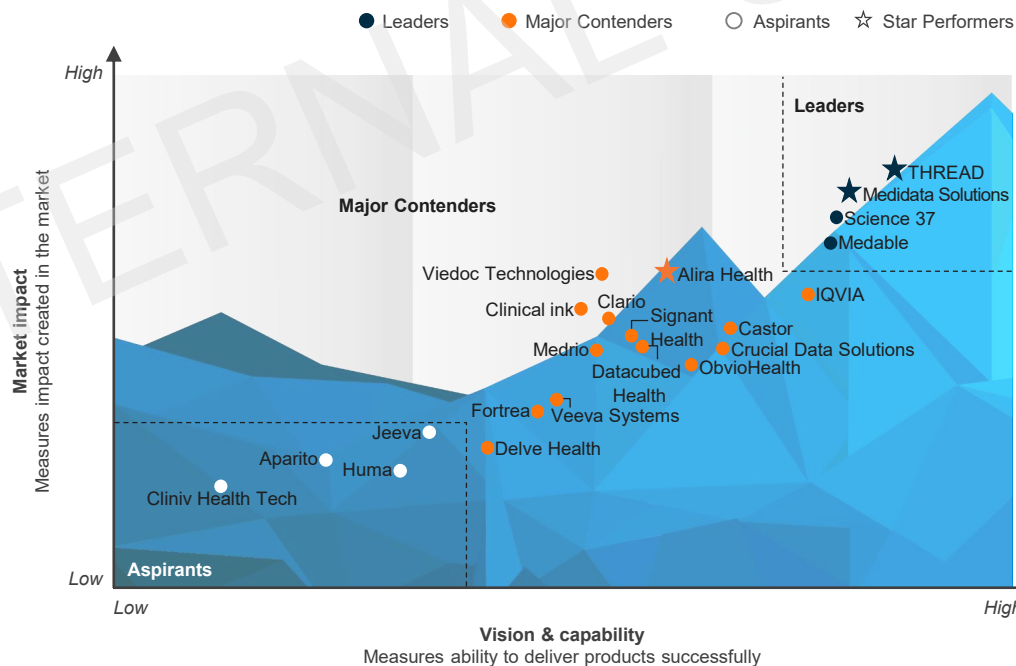 Leaders
Major Contenders
Aspirants
Star Performers
High
Leaders
THREAD
Medidata Solutions
Major Contenders
Science 37
Medable
Viedoc Technologies
Alira Health
IQVIA
Clinical ink
Clario
Signant
Health
Castor
Medrio
Crucial Data Solutions
Datacubed
Health
ObvioHealth
Fortrea
Veeva Systems
Jeeva
Delve Health
Aparito
Huma
Cliniv Health Tech
Aspirants
Market impact
Measures impact created in the market
Low
Low
High
Vision & capability
Measures ability to deliver products successfully